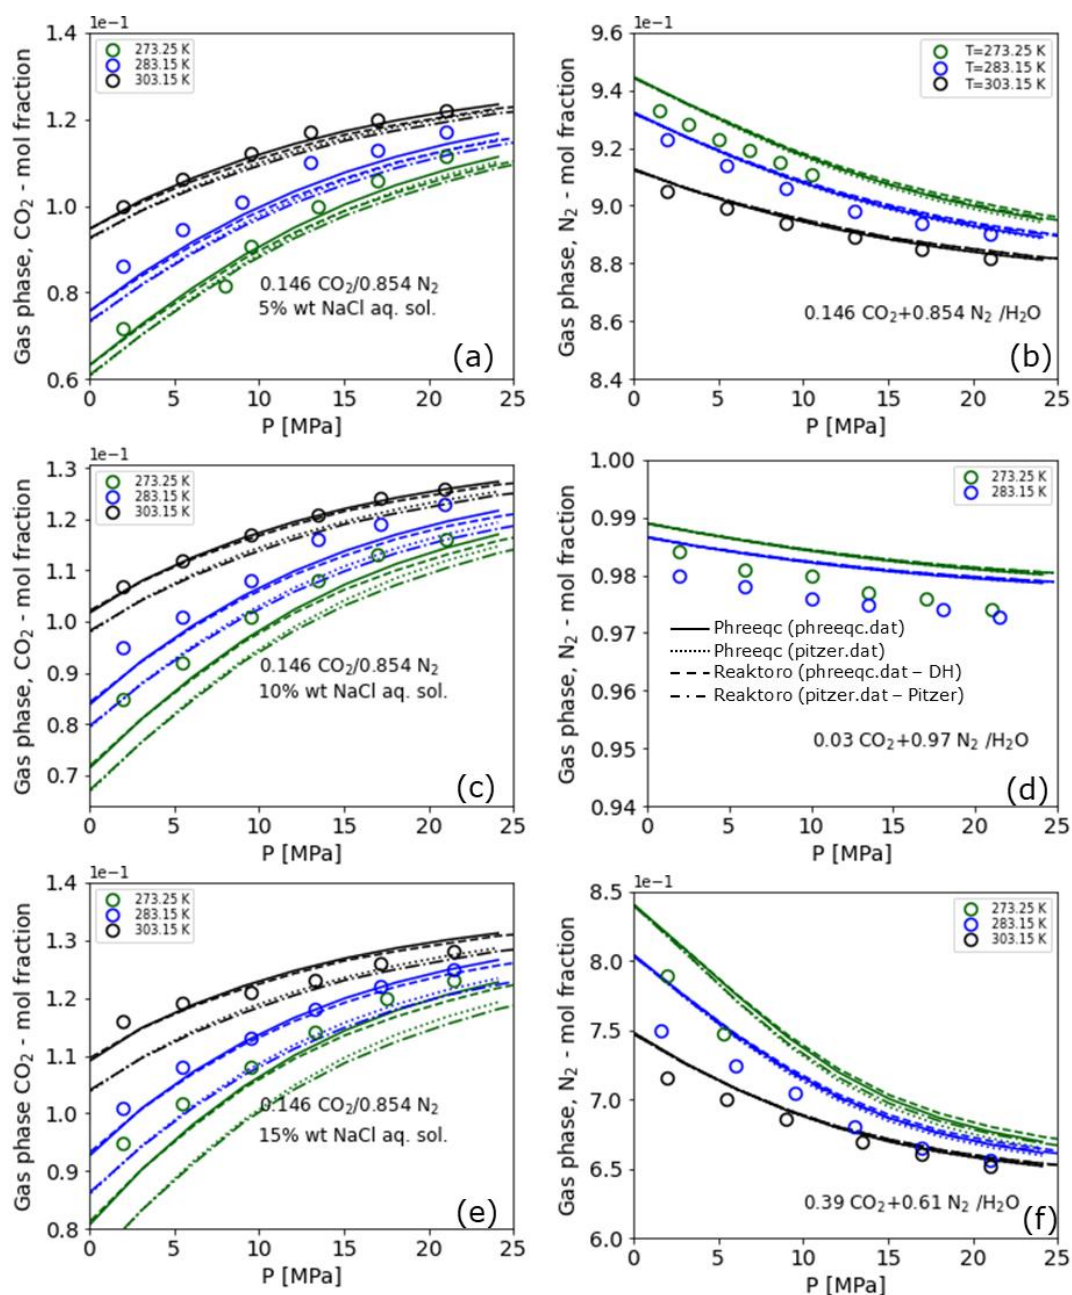 1e−1
Gas phase, CO₂ - mol fraction
1.4
1.2
1.0
0.8
0.6
273.25 K
283.15 K
303.15 K
0.146 CO₂/0.854 N₂
5% wt NaCl aq. sol.
(a)
0 5 10 15 20 25
P [MPa]
1e−1
Gas phase, N₂ - mol fraction
9.6
9.4
9.2
9.0
8.8
8.6
8.4
T=273.25 K
T=283.15 K
T=303.15 K
0.146 CO₂+0.854 N₂ /H₂O
(b)
0 5 10 15 20 25
P [MPa]
1e−1
Gas phase, CO₂ - mol fraction
1.3
1.2
1.1
1.0
0.9
0.8
0.7
273.25 K
283.15 K
303.15 K
0.146 CO₂/0.854 N₂
10% wt NaCl aq. sol.
(c)
0 5 10 15 20 25
P [MPa]
Gas phase, N₂ - mol fraction
1.00
0.99
0.98
0.97
0.96
0.95
0.94
273.25 K
283.15 K
Phreeqc (phreeqc.dat)
Phreeqc (pitzer.dat)
Reaktoro (phreeqc.dat – DH)
Reaktoro (pitzer.dat – Pitzer)
0.03 CO₂+0.97 N₂ /H₂O
(d)
0 5 10 15 20 25
P [MPa]
1e−1
Gas phase CO₂ - mol fraction
1.4
1.3
1.2
1.1
1.0
0.9
0.8
273.25 K
283.15 K
303.15 K
0.146 CO₂/0.854 N₂
15% wt NaCl aq. sol.
(e)
0 5 10 15 20 25
P [MPa]
1e−1
Gas phase, N₂ - mol fraction
8.5
8.0
7.5
7.0
6.5
6.0
273.25 K
283.15 K
303.15 K
0.39 CO₂+0.61 N₂ /H₂O
(f)
0 5 10 15 20 25
P [MPa]